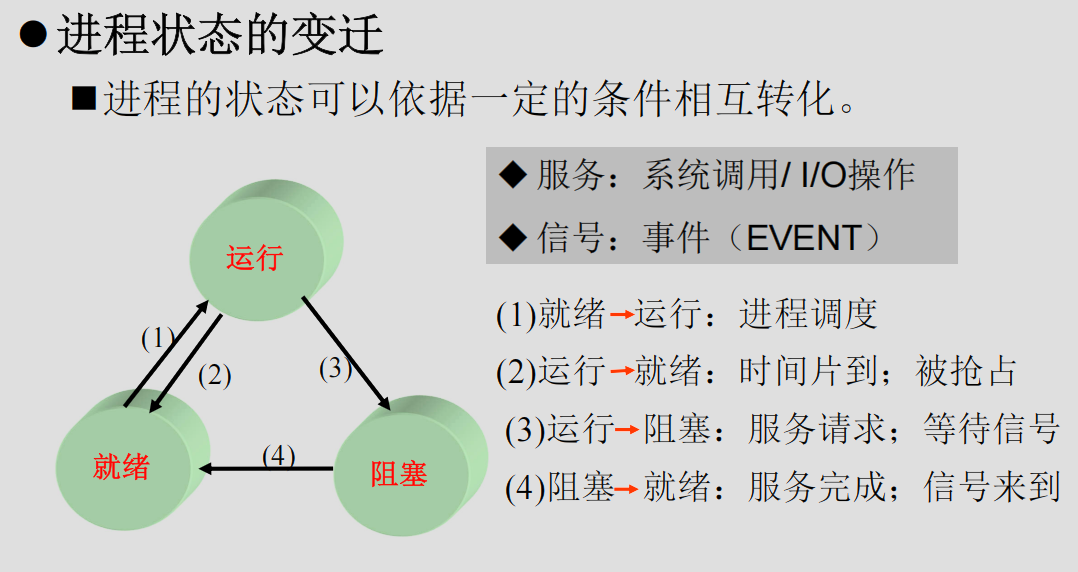 ●进程状态的变迁
■进程的状态可以依据一定的条件相互转化。
◆ 服务：系统调用/ I/O操作
◆ 信号：事件（EVENT）
运行
(1)
(2)
(3)
就绪
(4)
阻塞
(1)就绪→运行：进程调度
(2)运行→就绪：时间片到；被抢占
(3)运行→阻塞：服务请求；等待信号
(4)阻塞→就绪：服务完成；信号来到